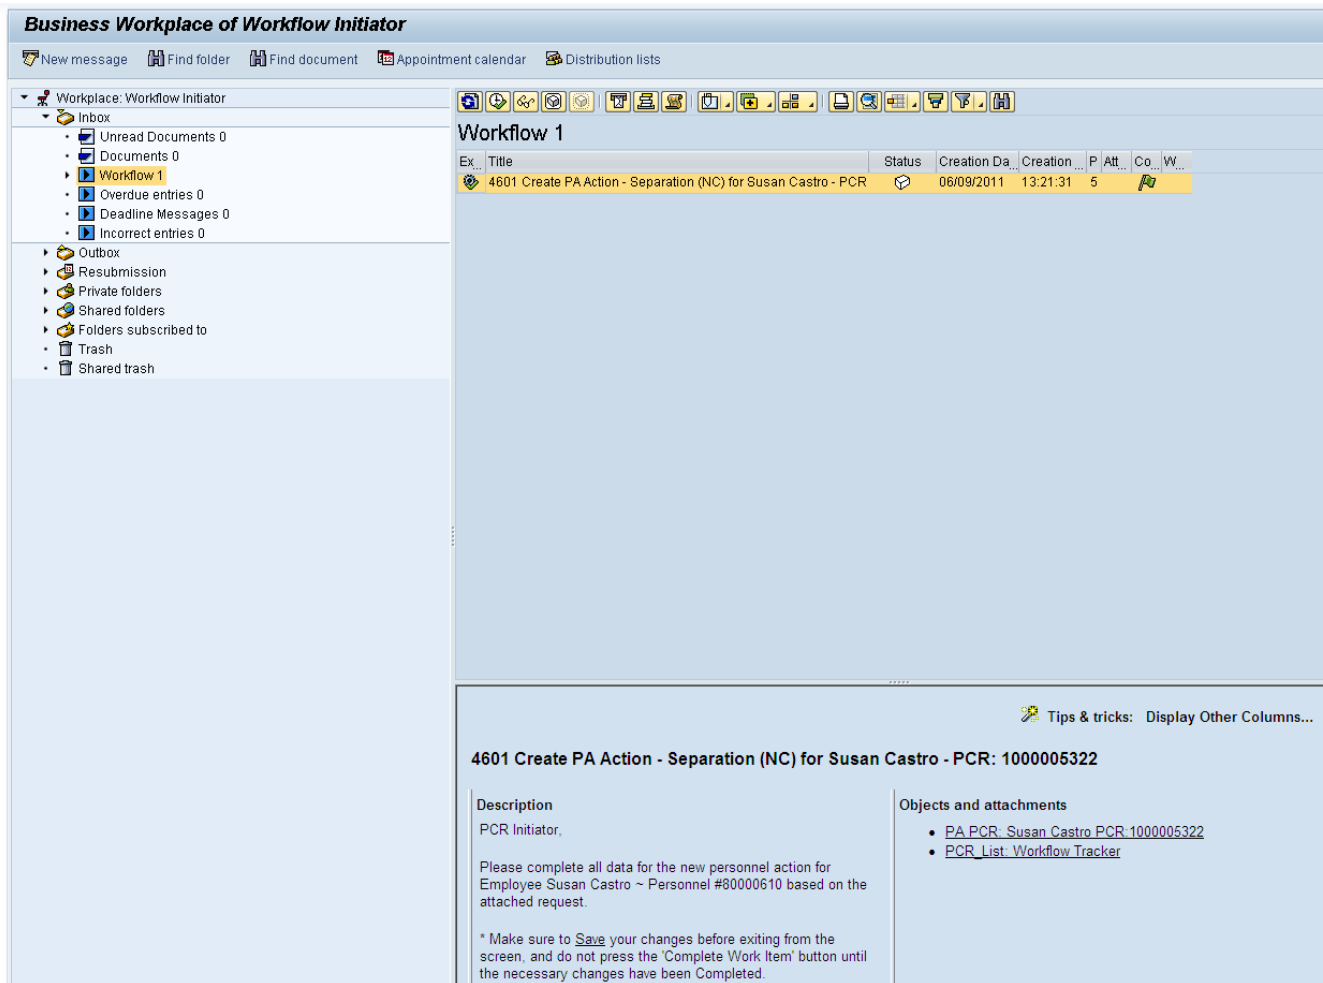 Business Workplace of Workflow Initiator
New message Find folder Find document Appointment calendar Distribution lists
Workplace: Workflow Initiator
Inbox
Unread Documents 0
Documents 0
Workflow 1
Overdue entries 0
Deadline Messages 0
Incorrect entries 0
Outbox
Resubmission
Private folders
Shared folders
Folders subscribed to
Trash
Shared trash
Workflow 1
Ex... Title Status Creation Da... Creation ... P Att... Co... W...
4601 Create PA Action - Separation (NC) for Susan Castro - PCR 06/09/2011 13:21:31 5
Tips & tricks: Display Other Columns...
4601 Create PA Action - Separation (NC) for Susan Castro - PCR: 1000005322
Description
PCR Initiator,
Please complete all data for the new personnel action for
Employee Susan Castro ~ Personnel #80000610 based on the
attached request.
* Make sure to Save your changes before exiting from the
screen, and do not press the 'Complete Work Item' button until
the necessary changes have been Completed.
Objects and attachments
• PA PCR: Susan Castro PCR:1000005322
• PCR_List: Workflow Tracker